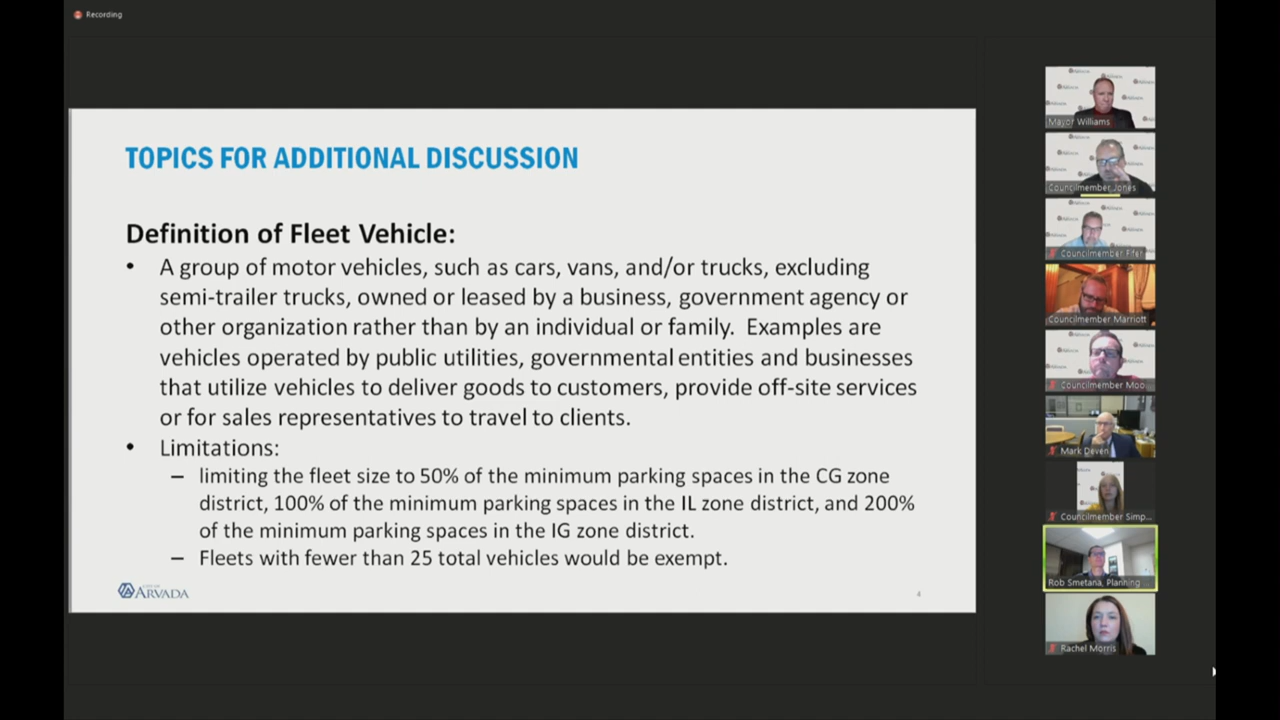 Recording
TOPICS FOR ADDITIONAL DISCUSSION
Definition of Fleet Vehicle:
• A group of motor vehicles, such as cars, vans, and/or trucks, excluding
semi-trailer trucks, owned or leased by a business, government agency or
other organization rather than by an individual or family. Examples are
vehicles operated by public utilities, governmental entities and businesses
that utilize vehicles to deliver goods to customers, provide off-site services
or for sales representatives to travel to clients.
• Limitations:
– limiting the fleet size to 50% of the minimum parking spaces in the CG zone
district, 100% of the minimum parking spaces in the IL zone district, and 200%
of the minimum parking spaces in the IG zone district.
– Fleets with fewer than 25 total vehicles would be exempt.
ARVADA
4
Mayor Williams
Councilmember Jones
Councilmember Fifer
Councilmember Marriott
Councilmember Moo...
Mark Deven
Councilmember Simp...
Rob Smetana, Planning
Rachel Morris